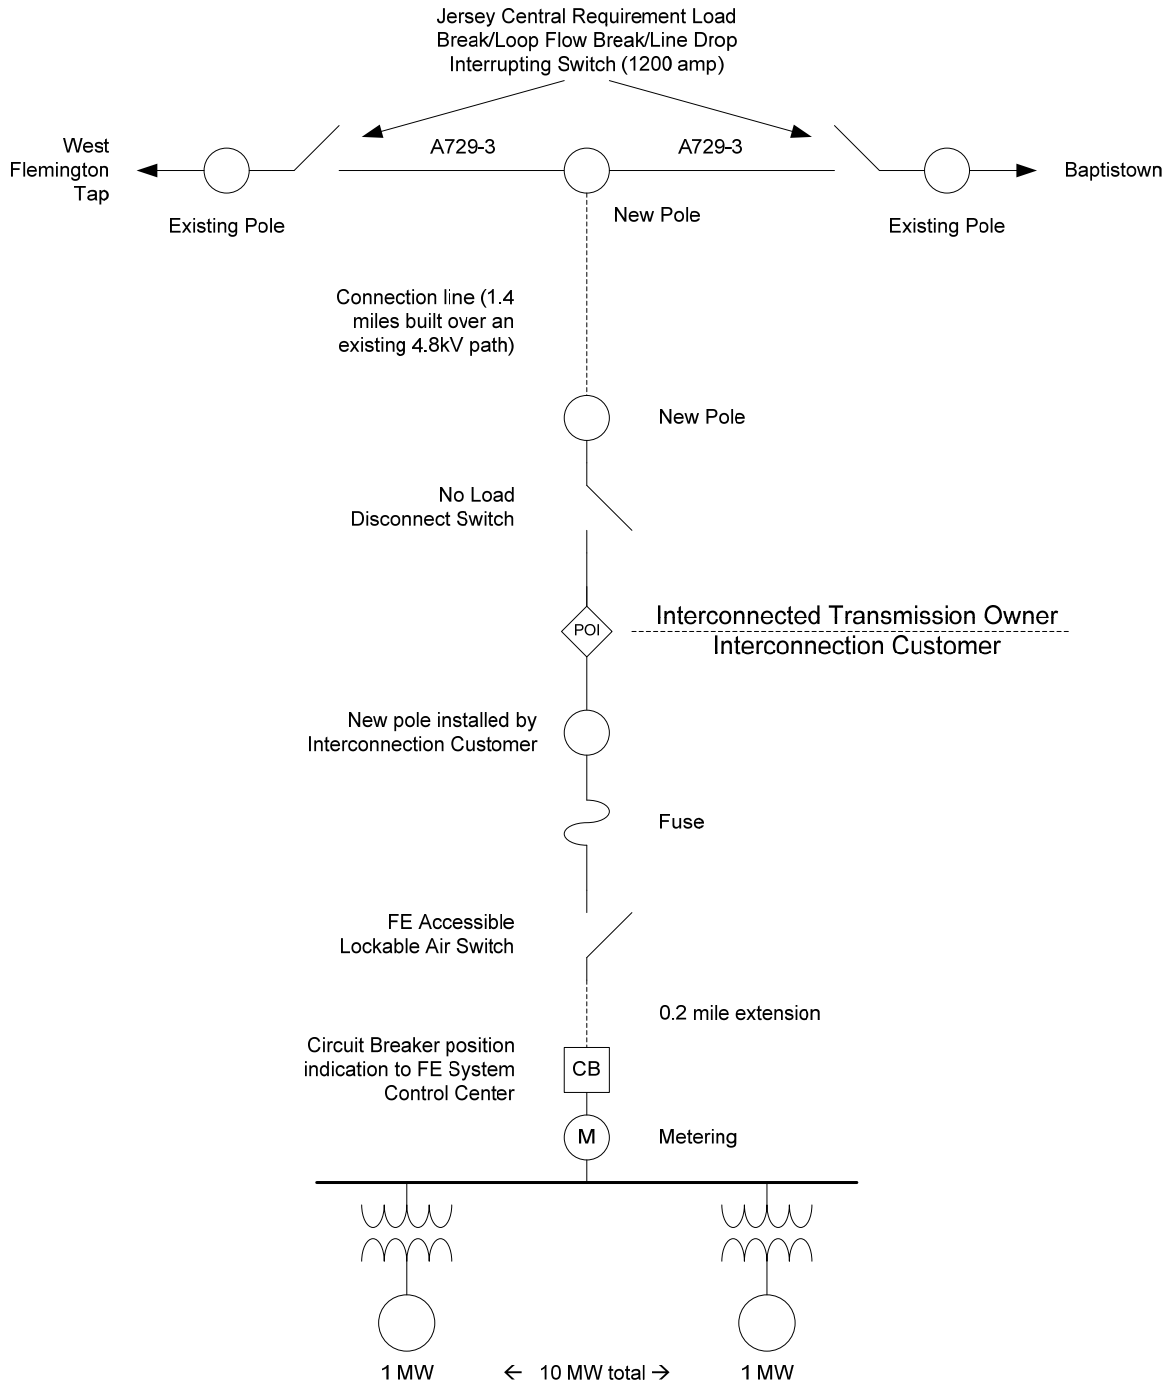 Jersey Central Requirement Load
Break/Loop Flow Break/Line Drop
Interrupting Switch (1200 amp)
West
Flemington
Tap
A729-3
A729-3
Baptistown
Existing Pole
New Pole
Existing Pole
Connection line (1.4
miles built over an
existing 4.8kV path)
New Pole
No Load
Disconnect Switch
POI
Interconnected Transmission Owner
Interconnection Customer
New pole installed by
Interconnection Customer
Fuse
FE Accessible
Lockable Air Switch
0.2 mile extension
Circuit Breaker position
indication to FE System
Control Center
CB
M
Metering
1 MW
← 10 MW total →
1 MW